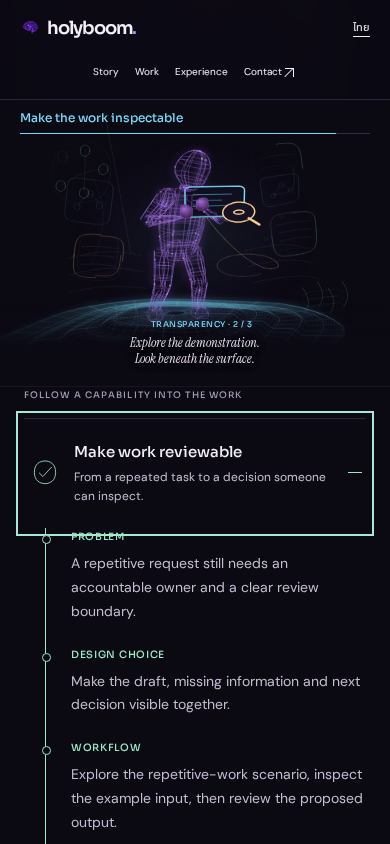 holyboom.
ไทย
Story Work Experience Contact
Make the work inspectable
TRANSPARENCY · 2 / 3
Explore the demonstration.
Look beneath the surface.
FOLLOW A CAPABILITY INTO THE WORK
Make work reviewable
From a repeated task to a decision someone
can inspect.
PROBLEM
A repetitive request still needs an
accountable owner and a clear review
boundary.
DESIGN CHOICE
Make the draft, missing information and next
decision visible together.
WORKFLOW
Explore the repetitive-work scenario, inspect
the example input, then review the proposed
output.